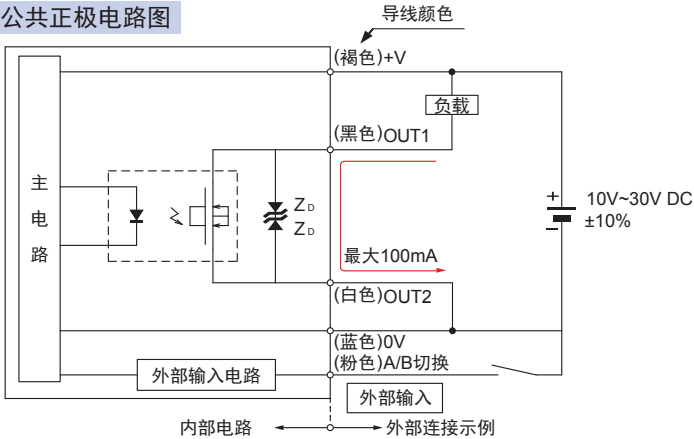 公共正极电路图
导线颜色
(褐色)+V
负载
(黑色)OUT1
主电路
ZD
ZD
+
10V~30V DC
±10%
最大100mA
(白色)OUT2
(蓝色)0V
(粉色)A/B切换
外部输入电路
外部输入
内部电路
外部连接示例